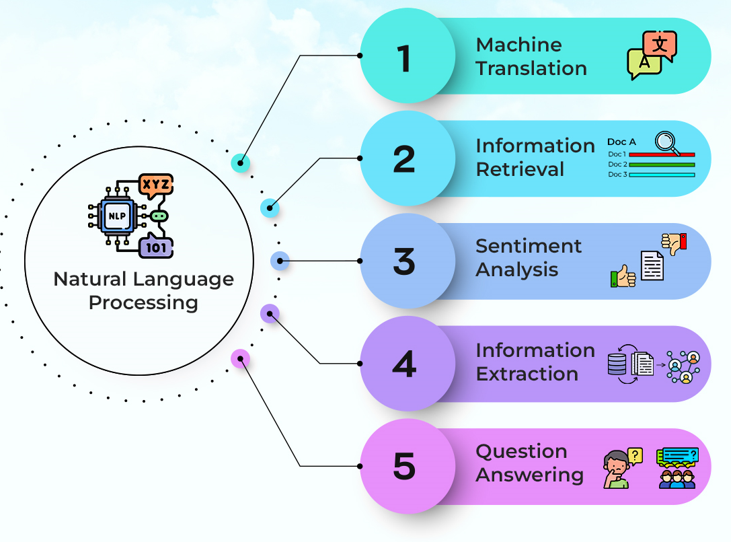 XYZ
NLP
101
Natural Language
Processing
1
Machine
Translation
文
A
2
Information
Retrieval
Doc A
Doc 1
Doc 2
Doc 3
3
Sentiment
Analysis
4
Information
Extraction
5
Question
Answering
?
?